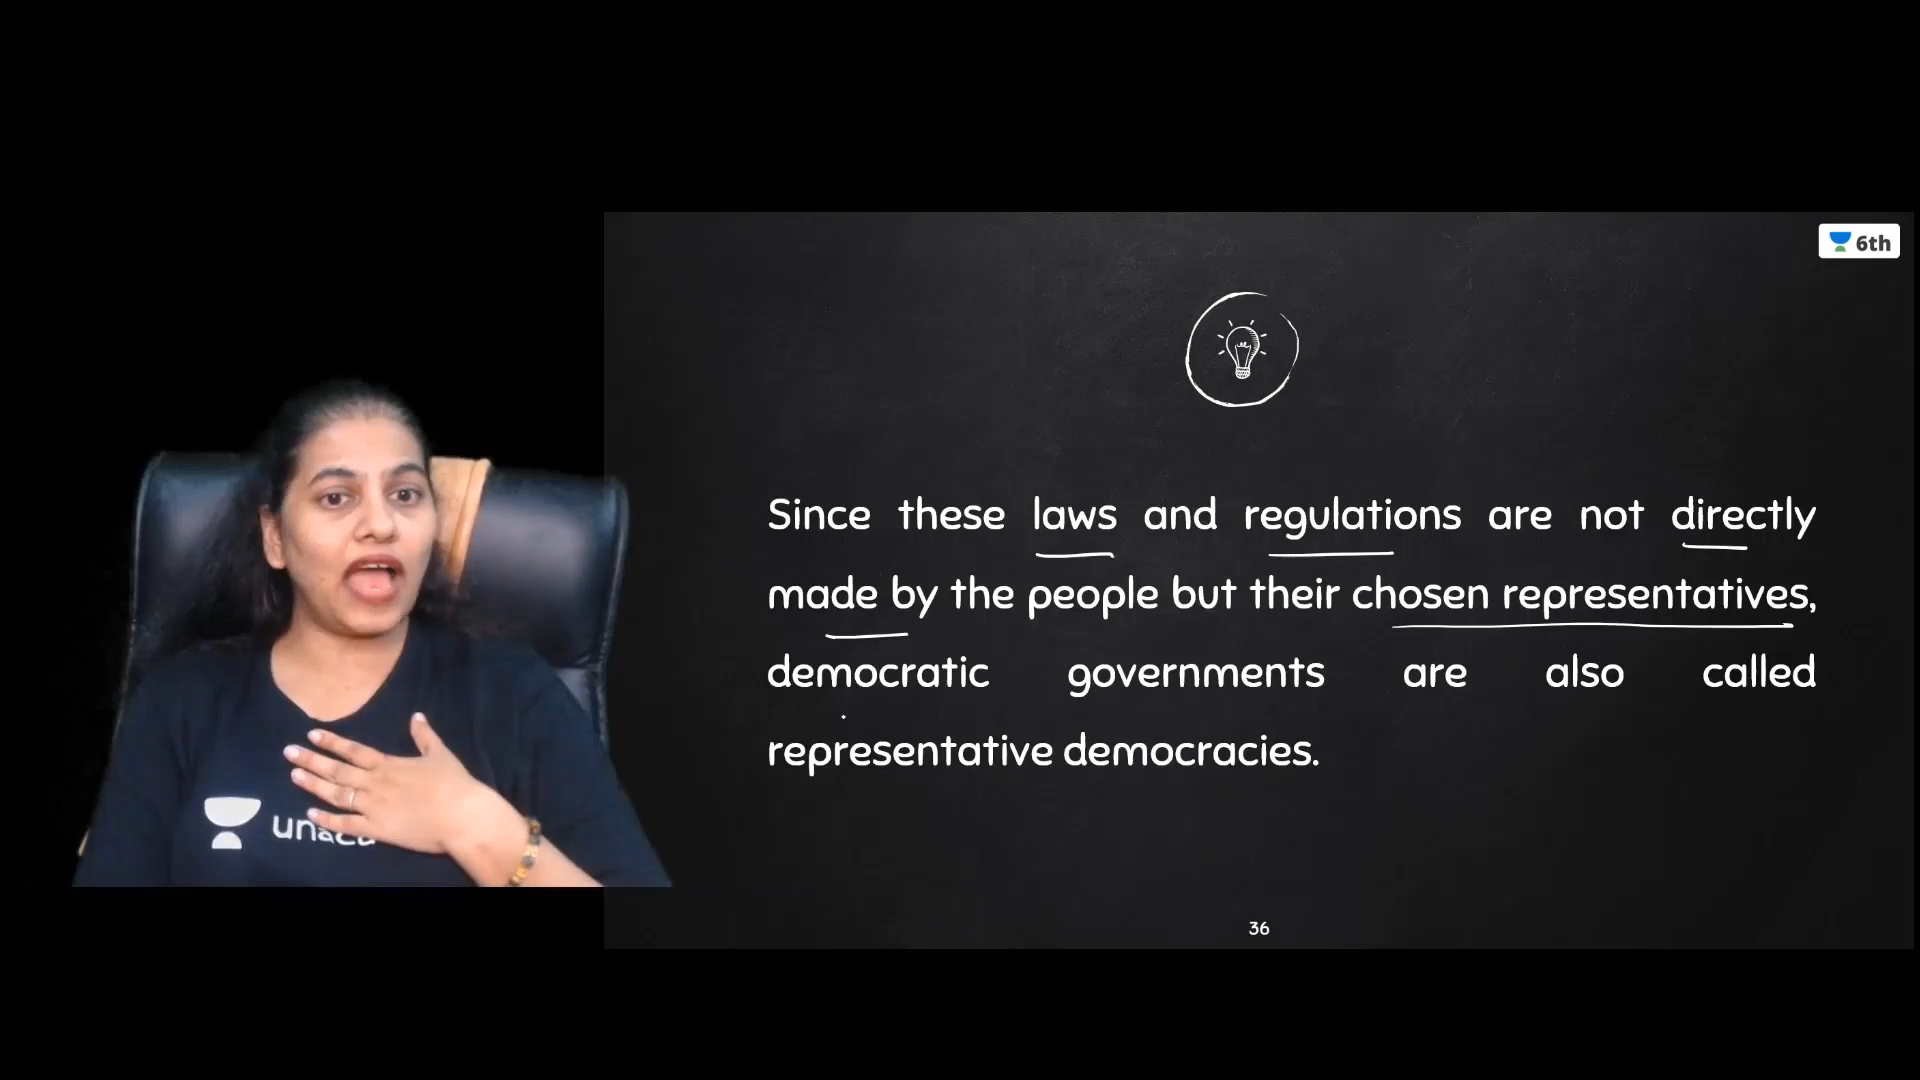 6th
Since these laws and regulations are not directly
made by the people but their chosen representatives,
democratic governments are also called
representative democracies.
36